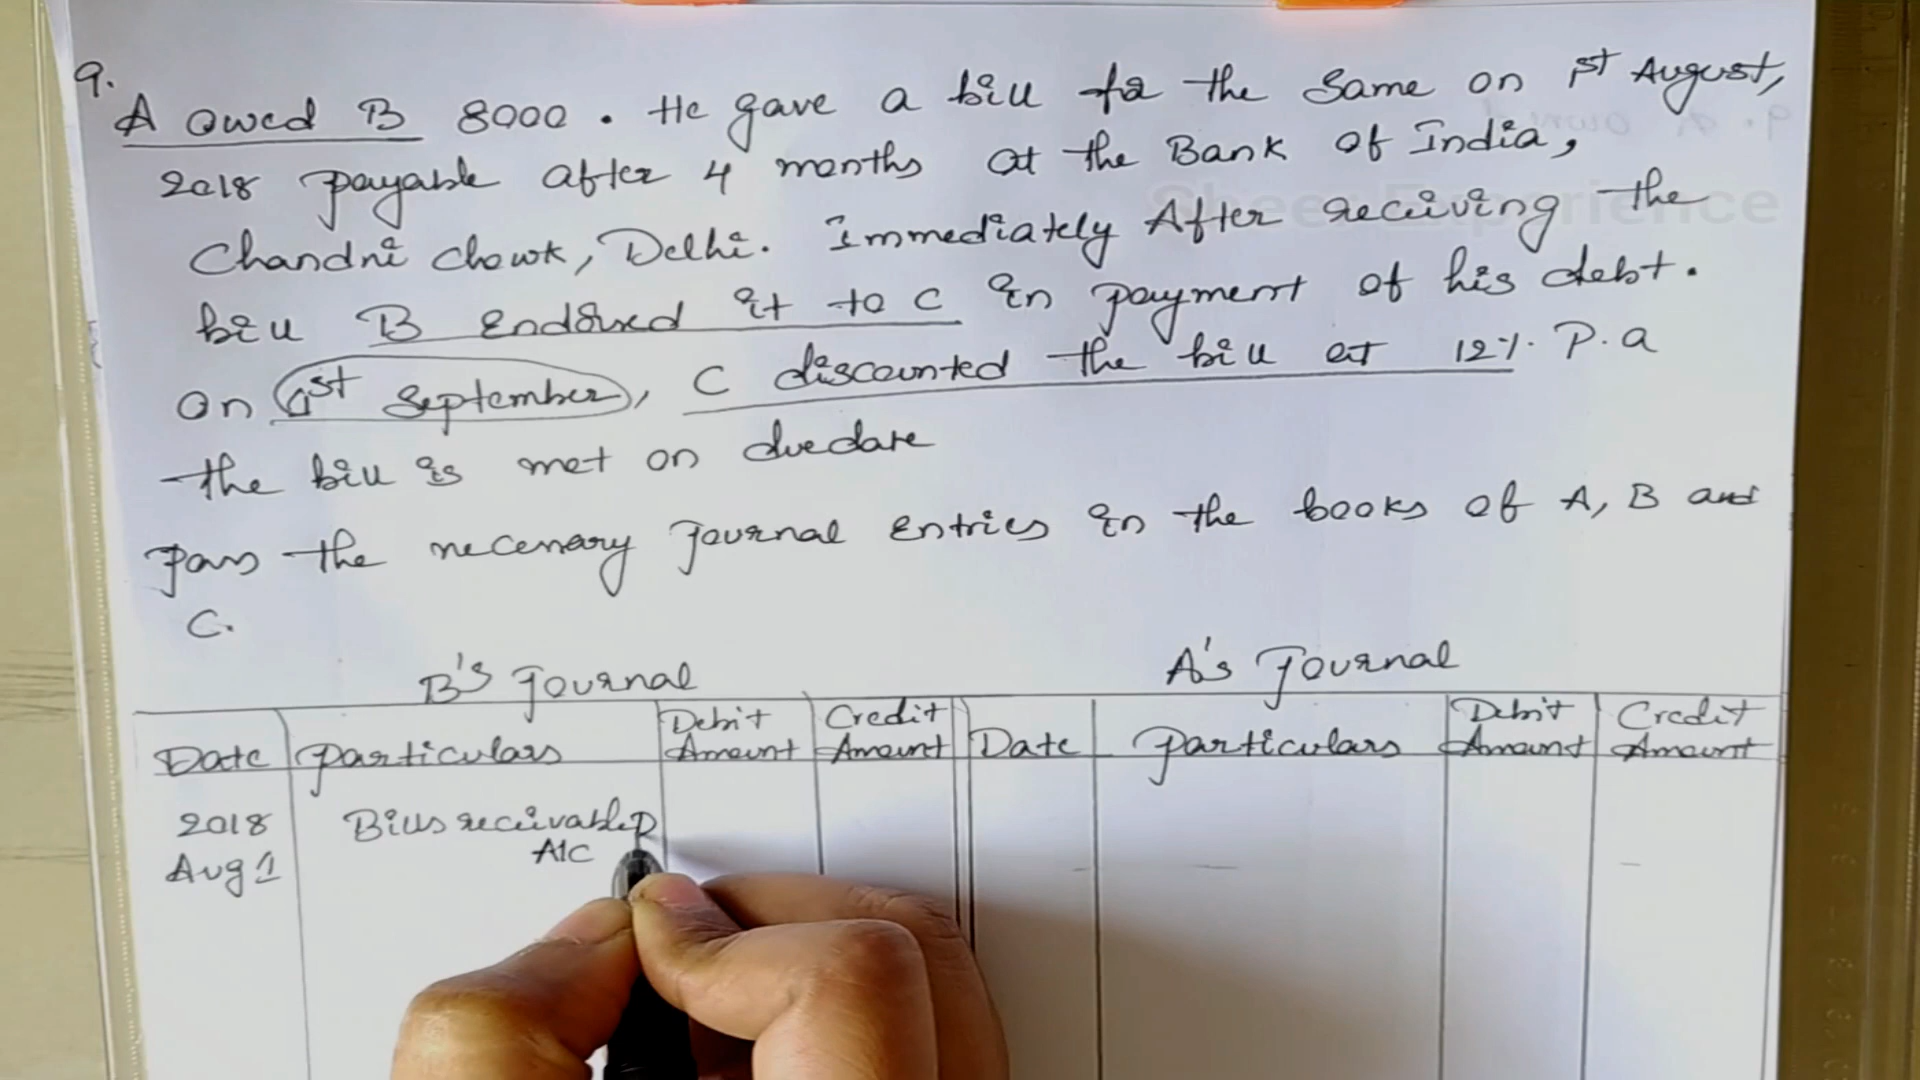 9.
A owed B 8000. He gave a bill for the same on 1st August,
2018 payable after 4 months at the Bank of India,
Chandni chowk, Delhi. Immediately After receiving the
bill B Endorsed it to C in payment of his debt.
On 1st September, C discounted the bill at 12%. P.a
the bill is met on duedate
Pass the necessary Journal Entries in the books of A, B and
C.
B's Journal
A's Journal
Date Particulars Debit Amount Credit Amount Date Particulars Debit Amount Credit Amount
2018 Bills receivable D
Aug 1 A/c
Sheer Experience